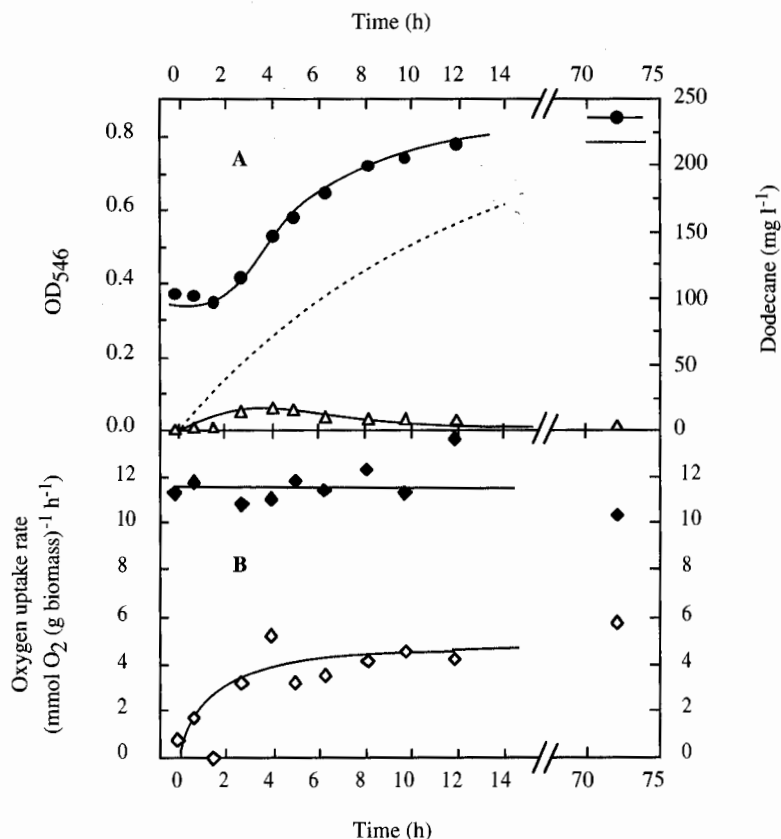 Time (h)
0 2 4 6 8 10 12 14 70 75
A
0.8
0.6
0.4
0.2
0.0
OD546
250
200
150
100
50
0
Dodecane (mg l-1)
B
12
10
8
6
4
2
0
Oxygen uptake rate
(mmol O2 (g biomass)-1 h-1)
12
10
8
6
4
2
0
0 2 4 6 8 10 12 14 70 75
Time (h)